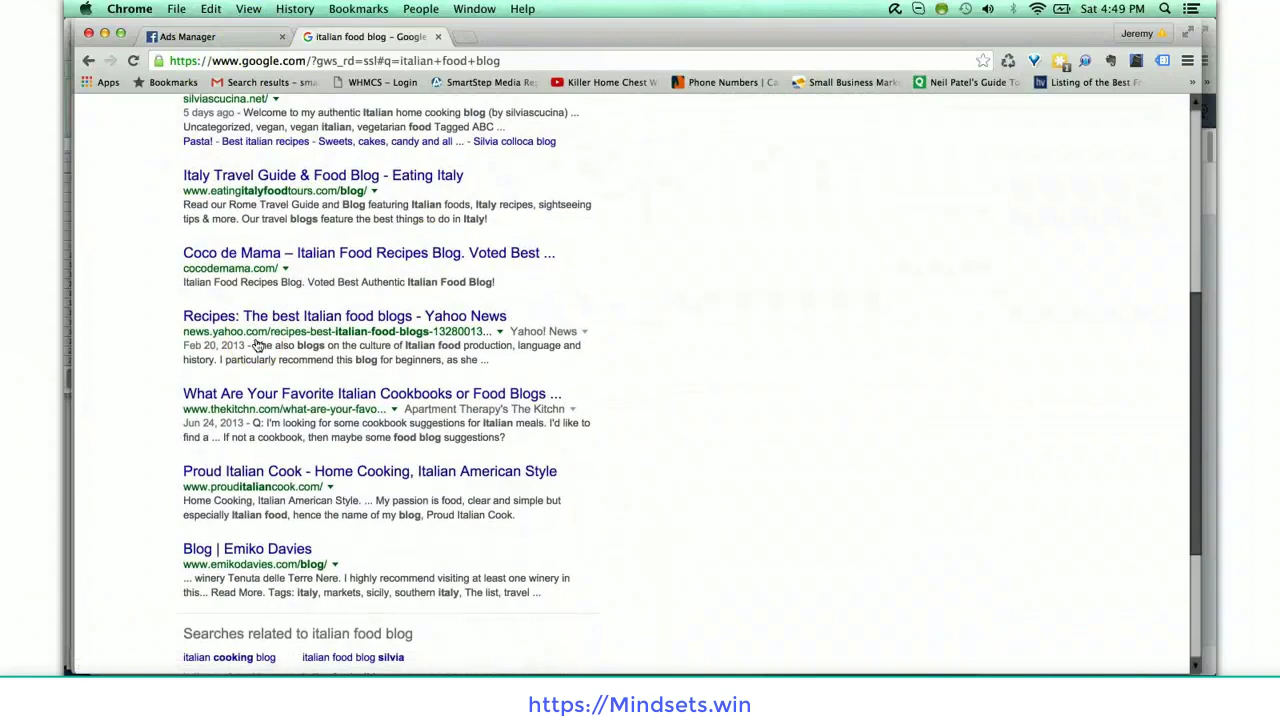 Chrome File Edit View History Bookmarks People Window Help Sat 4:49 PM
Ads Manager × italian food blog - Google × Jeremy
https://www.google.com/?gws_rd=ssl#q=italian+food+blog
Apps Bookmarks Search results - sm WHMCS - Login SmartStep Media Res Killer Home Chest W Phone Numbers | Ca Small Business Mark Neil Patel's Guide To Listing of the Best Fr »
silviascucina.net/
5 days ago - Welcome to my authentic Italian home cooking blog (by silviascucina) ...
Uncategorized, vegan, vegan italian, vegetarian food Tagged ABC ...
Pasta! - Best italian recipes - Sweets, cakes, candy and all ... - Silvia colloca blog
Italy Travel Guide & Food Blog - Eating Italy
www.eatingitalyfoodtours.com/blog/
Read our Rome Travel Guide and Blog featuring Italian foods, Italy recipes, sightseeing
tips & more. Our travel blogs feature the best things to do in Italy!
Coco de Mama – Italian Food Recipes Blog. Voted Best ...
cocodemama.com/
Italian Food Recipes Blog. Voted Best Authentic Italian Food Blog!
Recipes: The best Italian food blogs - Yahoo News
news.yahoo.com/recipes-best-italian-food-blogs-13280013... Yahoo! News
Feb 20, 2013 - also blogs on the culture of Italian food production, language and
history. I particularly recommend this blog for beginners, as she ...
What Are Your Favorite Italian Cookbooks or Food Blogs ...
www.thekitchn.com/what-are-your-favo... Apartment Therapy's The Kitchn
Jun 24, 2013 - Q: I'm looking for some cookbook suggestions for Italian meals. I'd like to
find a ... If not a cookbook, then maybe some food blog suggestions?
Proud Italian Cook - Home Cooking, Italian American Style
www.prouditaliancook.com/
Home Cooking, Italian American Style. ... My passion is food, clear and simple but
especially Italian food, hence the name of my blog, Proud Italian Cook.
Blog | Emiko Davies
www.emikodavies.com/blog/
... winery Tenuta delle Terre Nere. I highly recommend visiting at least one winery in
this... Read More. Tags: italy, markets, sicily, southern italy, The list, travel ...
Searches related to italian food blog
italian cooking blog italian food blog silvia
https://Mindsets.win